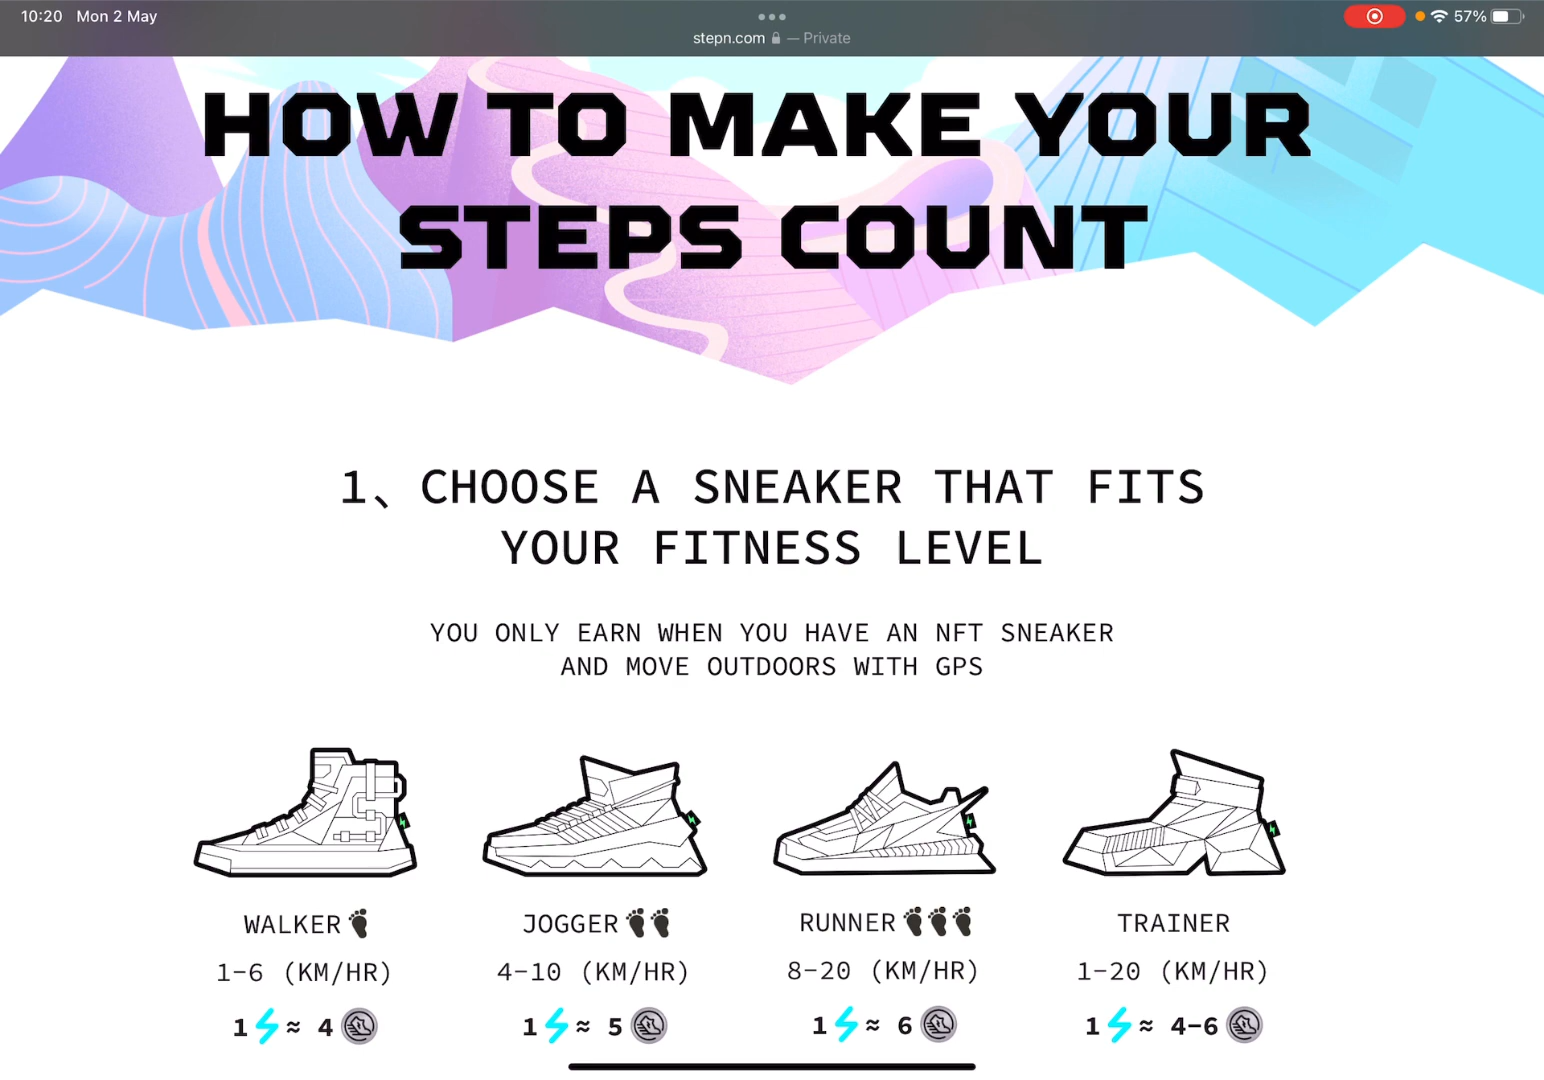 10:20 Mon 2 May
57%
stepn.com — Private
HOW TO MAKE YOUR
STEPS COUNT
1、CHOOSE A SNEAKER THAT FITS
YOUR FITNESS LEVEL
YOU ONLY EARN WHEN YOU HAVE AN NFT SNEAKER
AND MOVE OUTDOORS WITH GPS
WALKER JOGGER RUNNER TRAINER
1-6 (KM/HR) 4-10 (KM/HR) 8-20 (KM/HR) 1-20 (KM/HR)
1 ≈ 4 1 ≈ 5 1 ≈ 6 1 ≈ 4-6